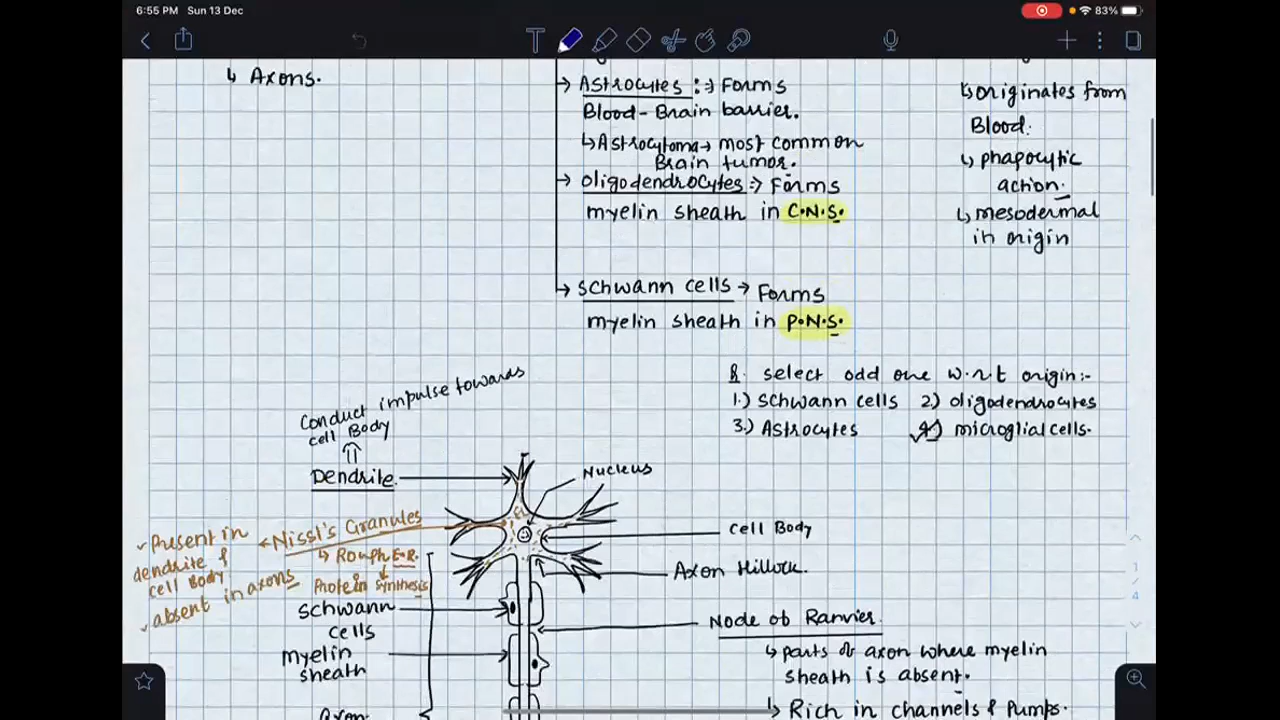 6:55 PM Sun 13 Dec
83%
↳ Axons.
→ Astrocytes :→ Forms
Blood-Brain barrier.
↳ Astrocytoma → most common
Brain tumor.
→ oligodendrocytes :→ Forms
myelin sheath in C.N.S.
→ Schwann cells → Forms
myelin sheath in P.N.S.
↳ originates from
Blood.
↳ phapocytic
action.
↳ mesodermal
in origin
Q. select odd one w.r.t origin:-
1.) Schwann cells 2.) oligodendrocytes
3.) Astrocytes 4.) microglial cells.
Conduct impulse towards
cell Body
Dendrite
Nucleus
Nissl's Granules
↳ Rough E.R.
Protein synthesis
✓ Present in
dendrite &
cell Body
✓ absent in axons
Cell Body
Axon Hillock.
Schwann
cells
myelin
sheath
Axon
Node of Ranvier.
↳ parts of axon where myelin
sheath is absent.
↳ Rich in channels & Pumps.
1
4